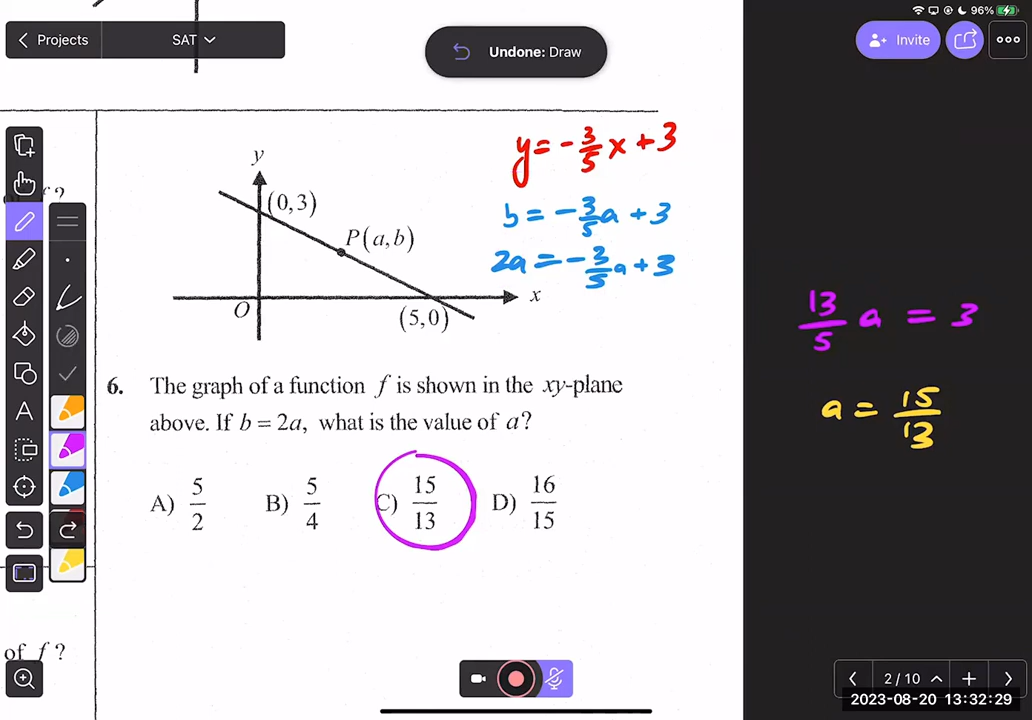 96%
Projects
SAT
Undone: Draw
Invite
y = -3/5 x + 3
b = -3/5 a + 3
2a = -3/5 a + 3
y
(0,3)
P(a,b)
O
(5,0)
x
13/5 a = 3
a = 15/13
6. The graph of a function f is shown in the xy-plane
above. If b = 2a, what is the value of a?
A) 5/2 B) 5/4 C) 15/13 D) 16/15
of f?
A
2 / 10
2023-08-20 13:32:29